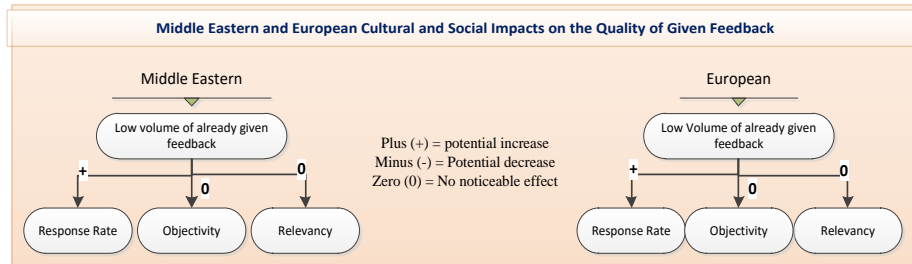 Middle Eastern and European Cultural and Social Impacts on the Quality of Given Feedback
Middle Eastern
Low volume of already given
feedback
+
0
0
Response Rate
Objectivity
Relevancy
Plus (+) = potential increase
Minus (-) = Potential decrease
Zero (0) = No noticeable effect
European
Low Volume of already given
feedback
+
0
0
Response Rate
Objectivity
Relevancy